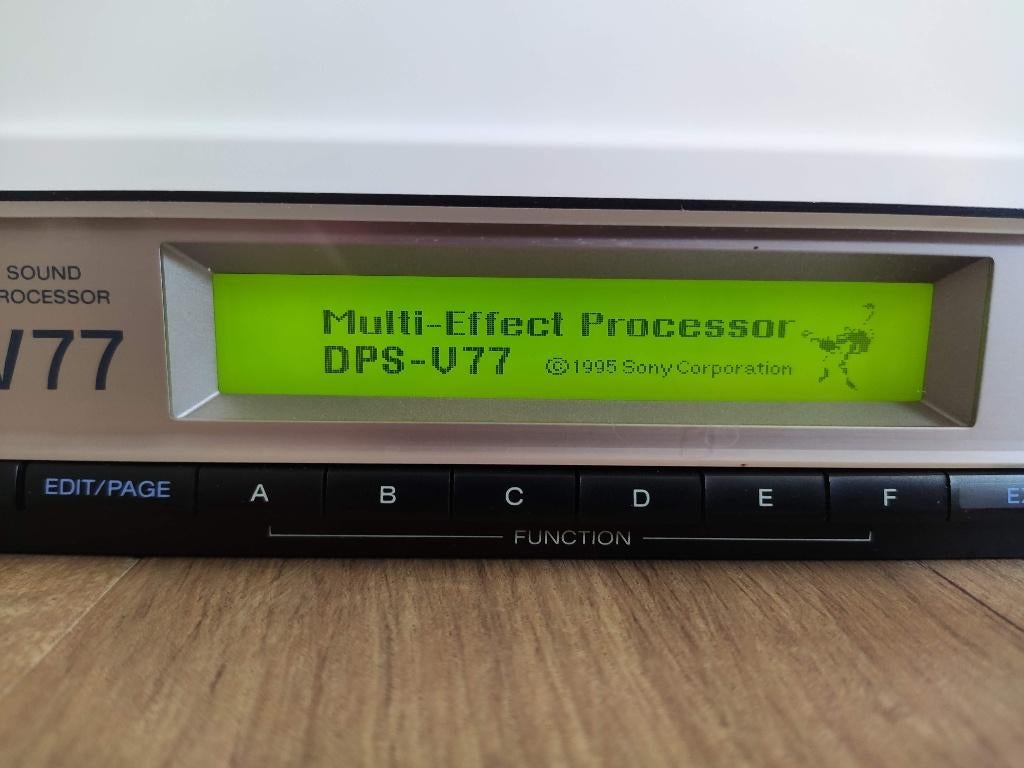 SOUND
ROCESSOR
V77
Multi-Effect Processor
DPS-V77 ©1995 Sony Corporation
EDIT/PAGE A B C D E F
FUNCTION